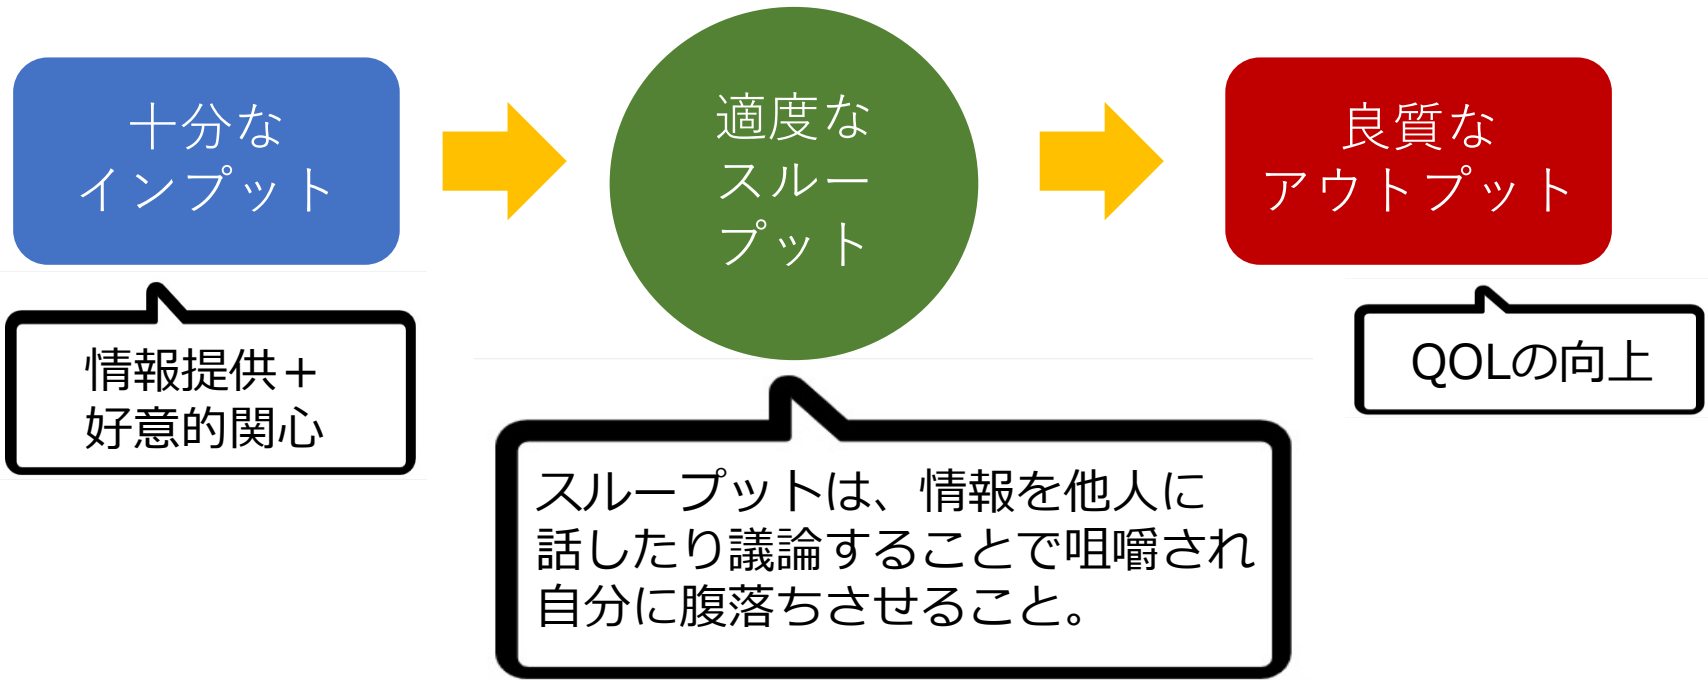 十分な
インプット
適度な
スルー
プット
良質な
アウトプット
情報提供＋
好意的関心
スループットは、情報を他人に
話したり議論することで咀嚼され
自分に腹落ちさせること。
QOLの向上